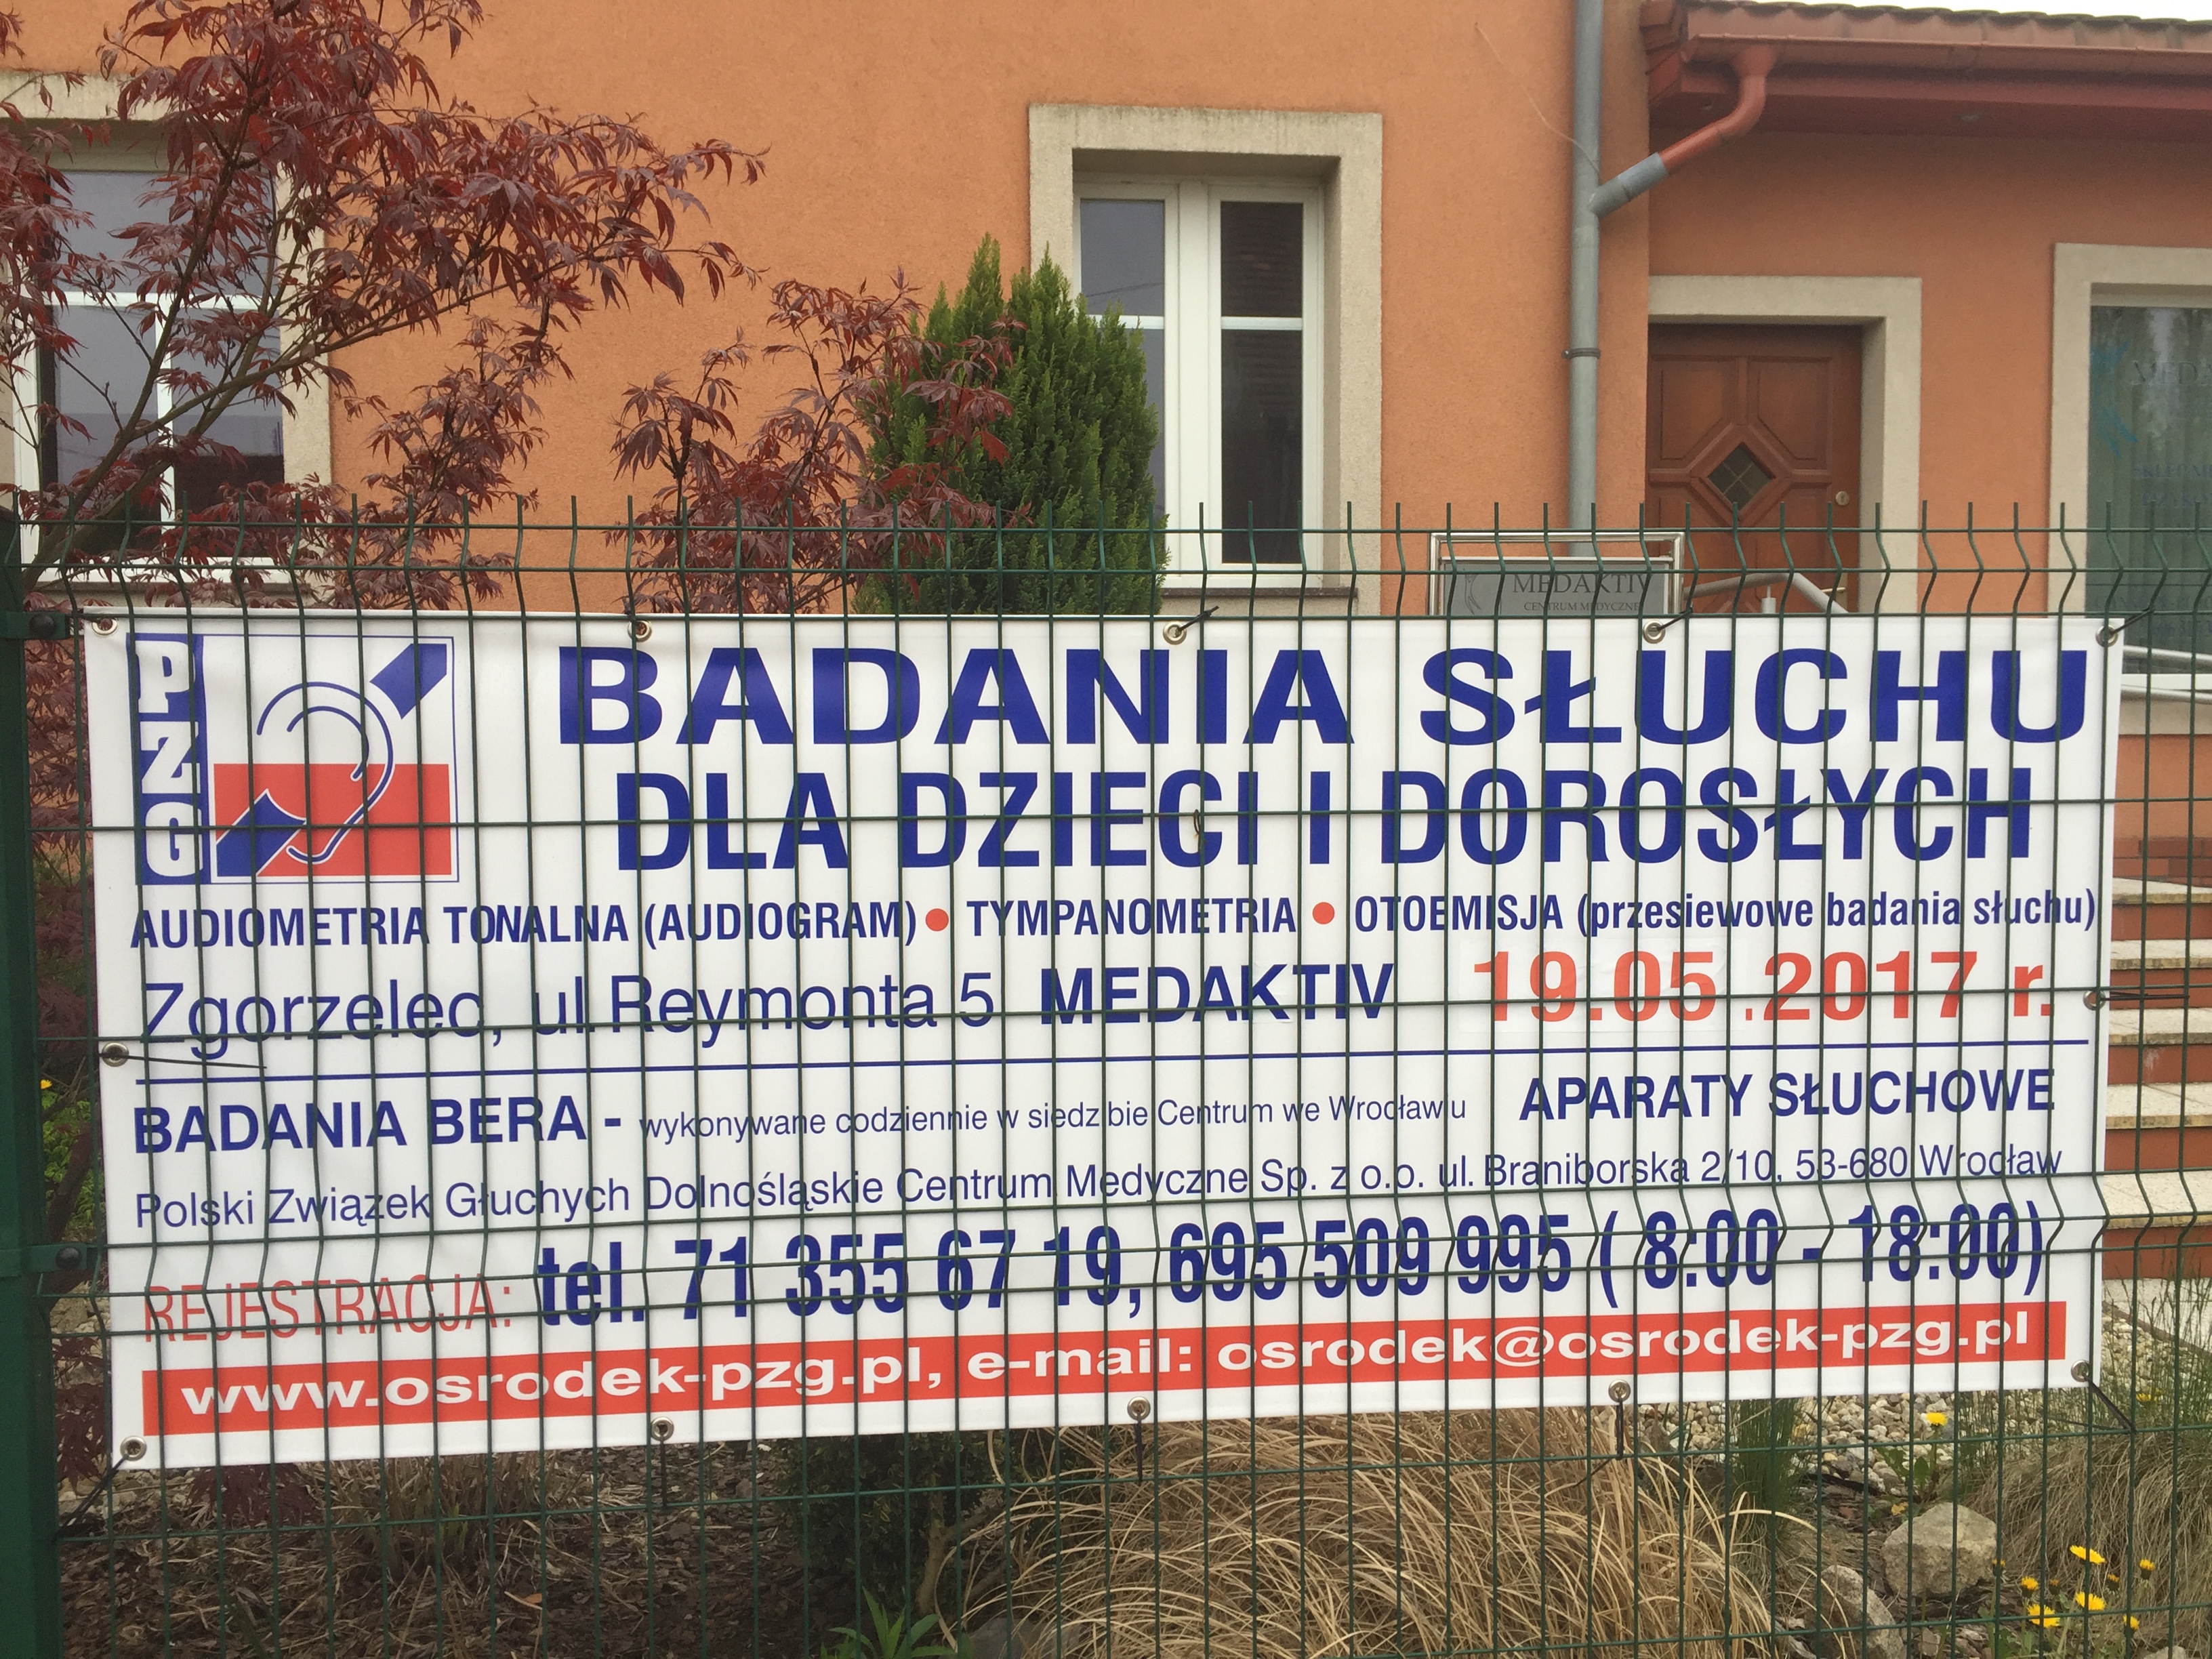 MEDAKTIV
CENTRUM MEDYCZNE
PZG
BADANIA SŁUCHU
DLA DZIECI I DOROSŁYCH
AUDIOMETRIA TONALNA (AUDIOGRAM) • TYMPANOMETRIA • OTOEMISJA (przesiewowe badania słuchu)
Zgorzelec, ul. Reymonta 5 MEDAKTIV 19.05.2017 r.
BADANIA BERA - wykonywane codziennie w siedzibie Centrum we Wrocławiu APARATY SŁUCHOWE
Polski Związek Głuchych Dolnośląskie Centrum Medyczne Sp. z o.o. ul. Braniborska 2/10, 53-680 Wrocław
REJESTRACJA: tel. 71 355 67 19, 695 509 995 ( 8:00 - 18:00)
www.osrodek-pzg.pl, e-mail: osrodek@osrodek-pzg.pl